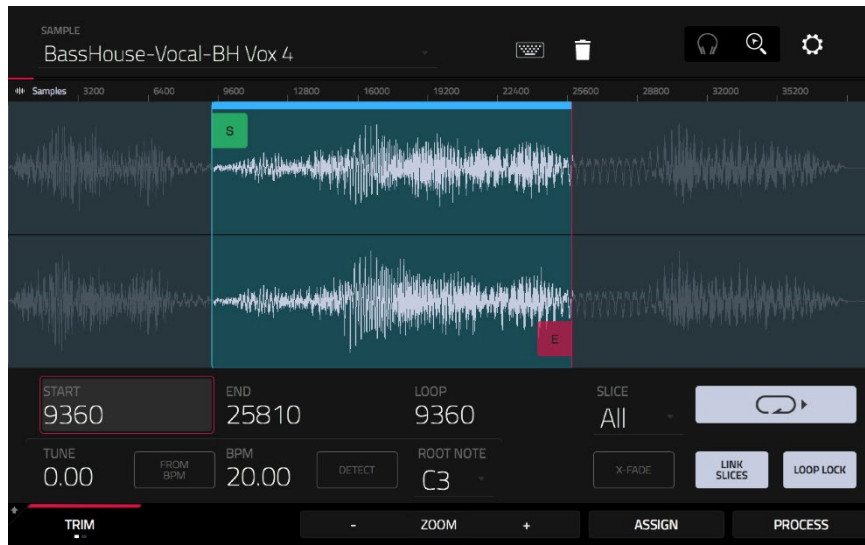 SAMPLE
BassHouse-Vocal-BH Vox 4
Samples 3200 6400 9600 12800 16000 19200 22400 25600 28800 32000 35200
S
E
START END LOOP SLICE
9360 25810 9360 All
TUNE BPM ROOT NOTE
0.00 FROM BPM 20.00 DETECT C3 X-FADE LINK SLICES LOOP LOCK
TRIM - ZOOM + ASSIGN PROCESS